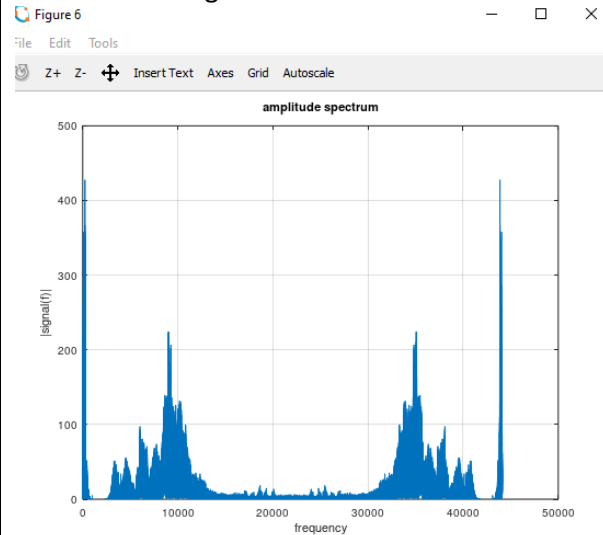 Figure 6
File Edit Tools
Z+ Z- Insert Text Axes Grid Autoscale
amplitude spectrum
500
400
300
200
100
0
|signal(f)|
0 10000 20000 30000 40000 50000
frequency